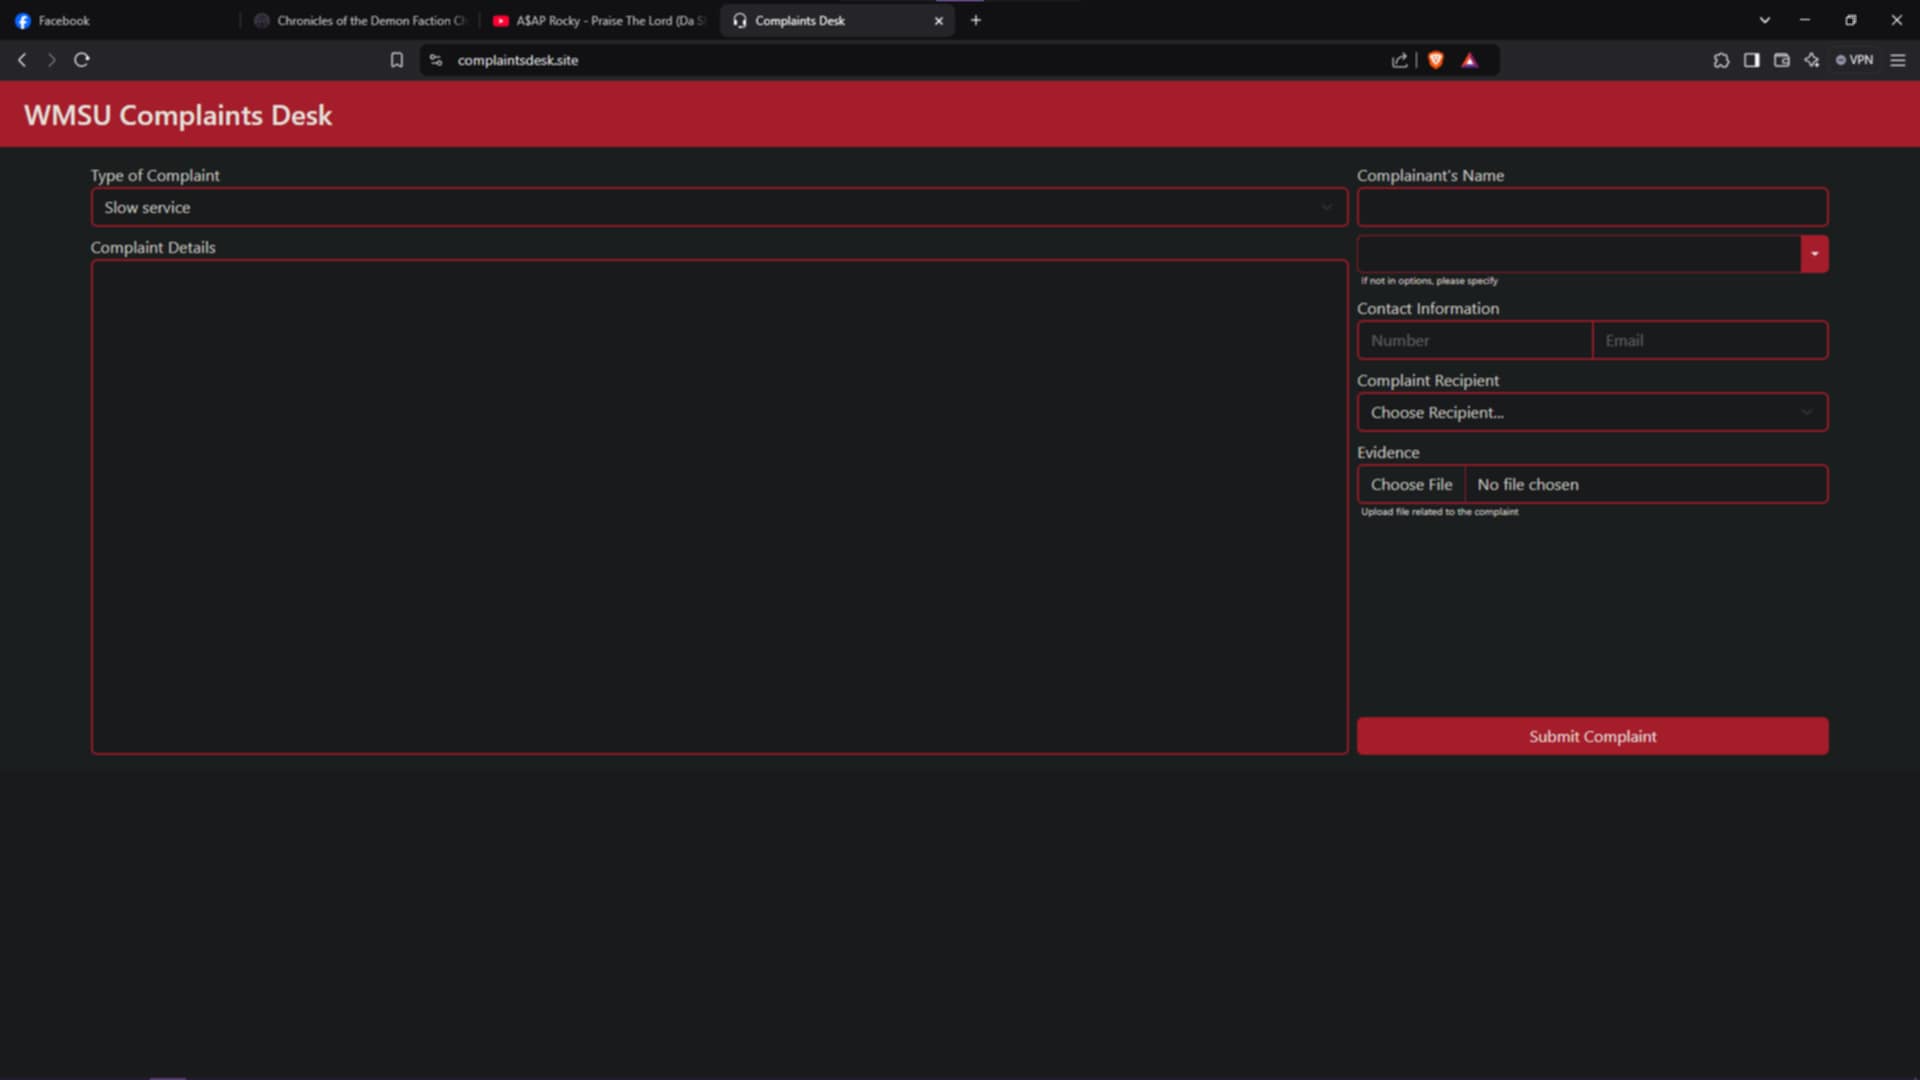 Facebook
Chronicles of the Demon Faction Ch
A$AP Rocky - Praise The Lord (Da S
Complaints Desk
complaintsdesk.site
VPN
WMSU Complaints Desk
Type of Complaint
Slow service
Complaint Details
Complainant's Name
If not in options, please specify
Contact Information
Number
Email
Complaint Recipient
Choose Recipient...
Evidence
Choose File
No file chosen
Upload file related to the complaint
Submit Complaint